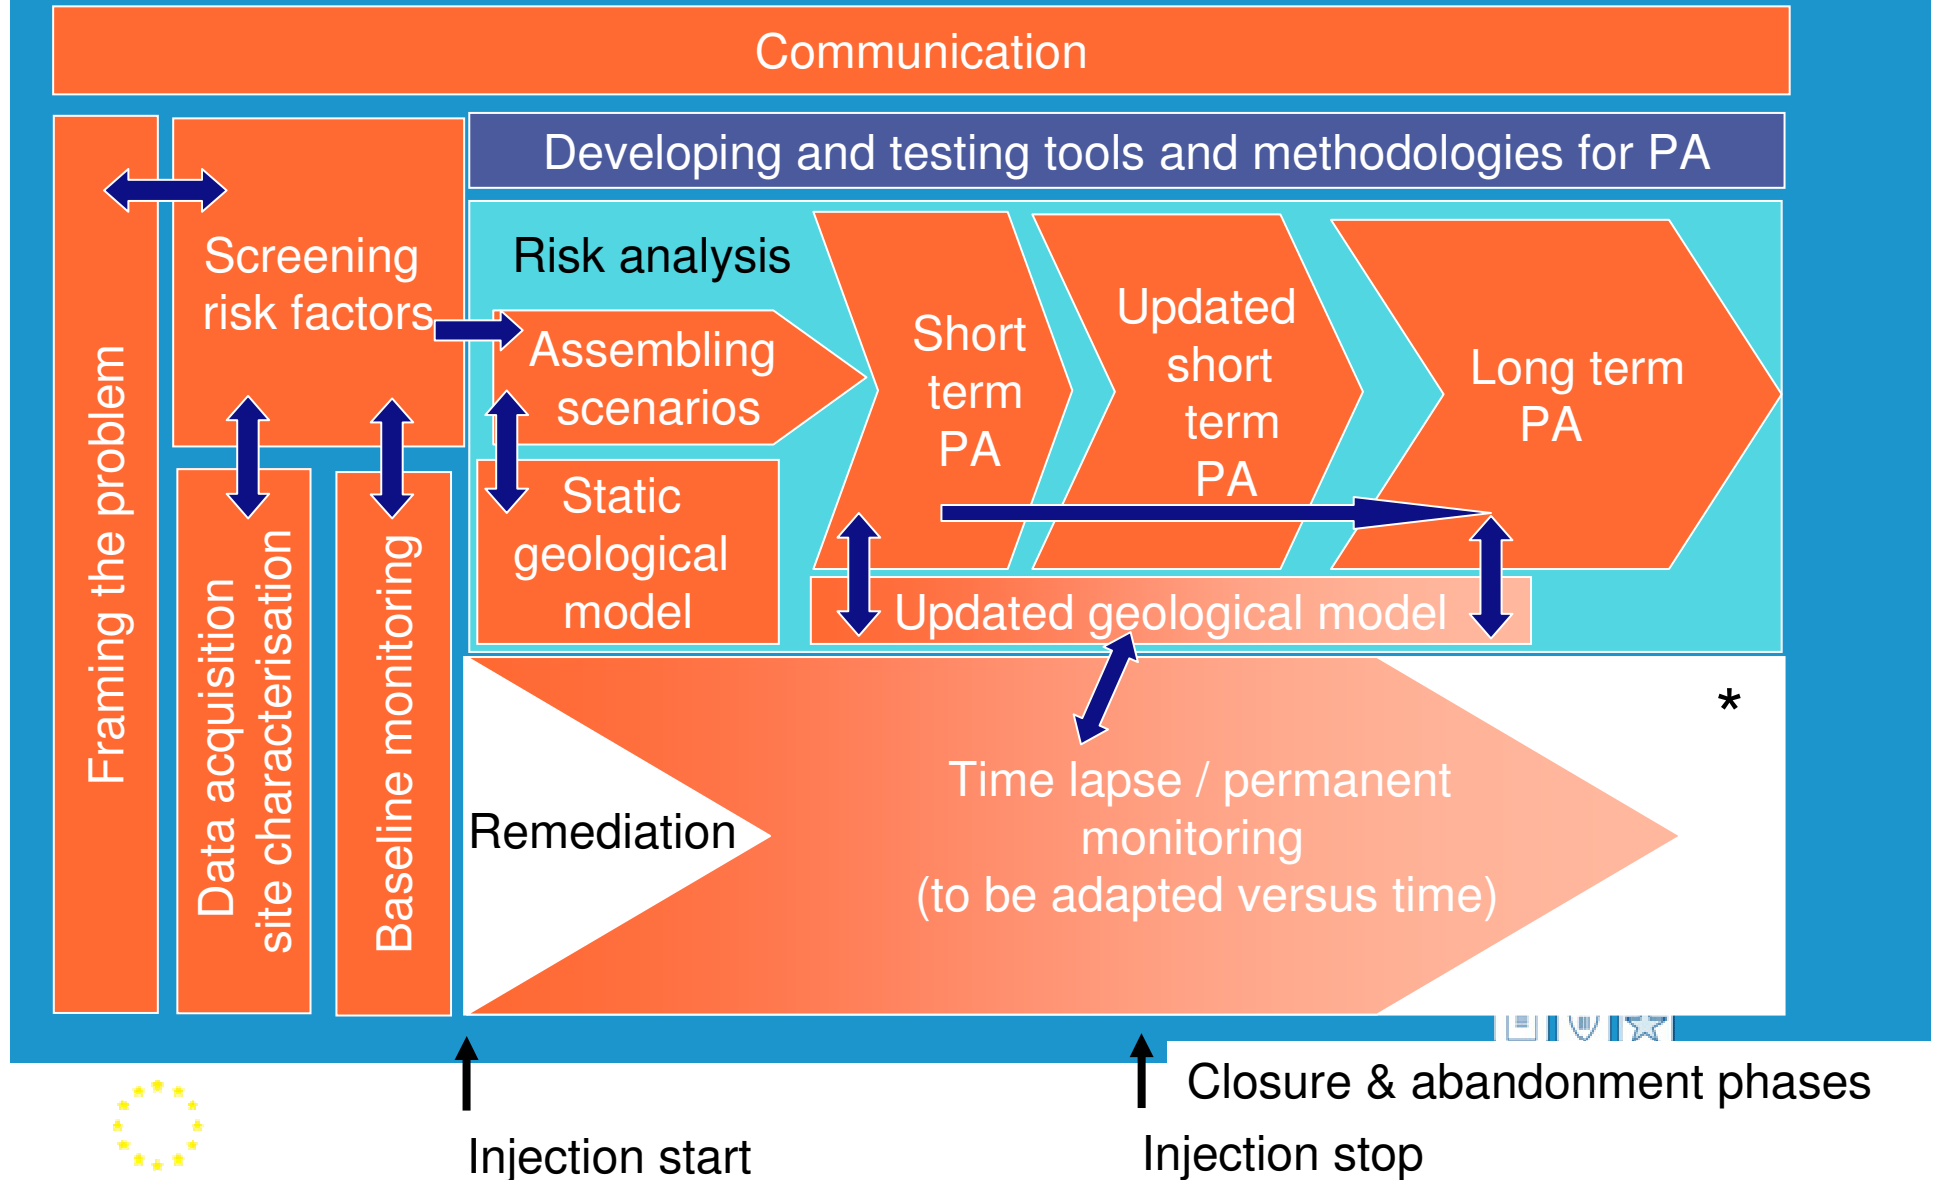 Communication
Developing and testing tools and methodologies for PA
Framing the problem
Screening
risk factors
Data acquisition
site characterisation
Baseline monitoring
Risk analysis
Assembling
scenarios
Static
geological
model
Short
term
PA
Updated
short
term
PA
Long term
PA
Updated geological model
*
Remediation
Time lapse / permanent
monitoring
(to be adapted versus time)
Closure & abandonment phases
Injection start
Injection stop